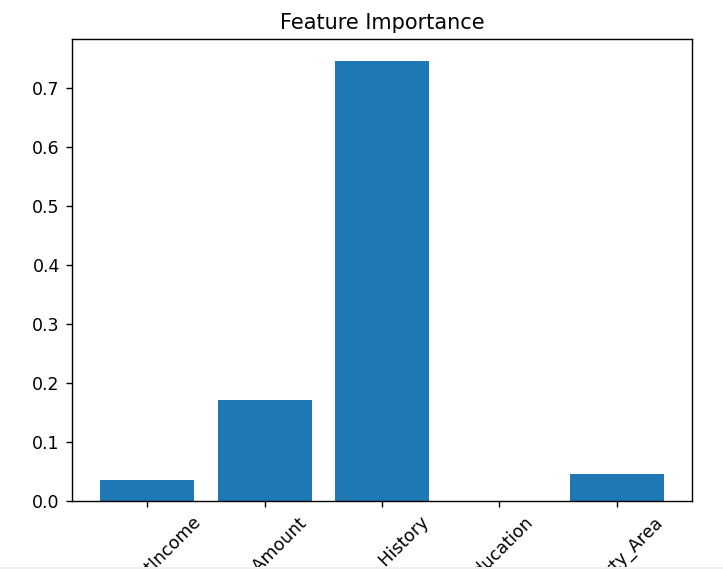 Feature Importance
0.7
0.6
0.5
0.4
0.3
0.2
0.1
0.0
tIncome
Amount
History
ducation
ty_Area